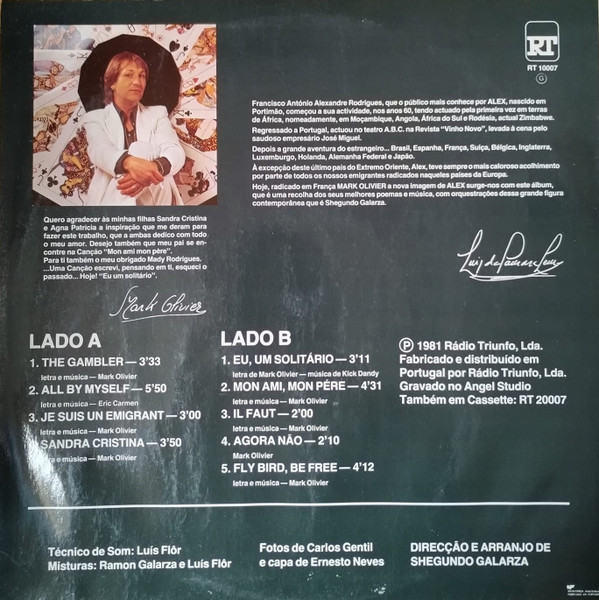 RT
RT 10007
G
Francisco António Alexandre Rodrigues, que o público mais conhece por ALEX, nascido em
Portimão, começou a sua actividade, nos anos 60, tendo actuado pela primeira vez em terras
de África, nomeadamente, em Moçambique, Angola, África do Sul e Rodésia, actual Zimbabwe.
Regressado a Portugal, actuou no teatro A.B.C. na Revista "Vinho Novo", levada à cena pelo
saudoso empresário José Miguel.
Depois a grande aventura do estrangeiro... Brasil, Espanha, França, Suíça, Bélgica, Inglaterra,
Luxemburgo, Holanda, Alemanha Federal e Japão.
À excepção deste último país do Extremo Oriente, Alex, teve sempre o mais caloroso acolhimento
por parte de todos os nossos emigrantes radicados naqueles países da Europa.
Hoje, radicado em França MARK OLIVIER a nova imagem de ALEX surge-nos com este álbum,
que é uma recolha dos seus melhores poemas e música, com orquestrações dessa grande figura
contemporânea que é Shegundo Galarza.
Quero agradecer às minhas filhas Sandra Cristina
e Agna Patrícia a inspiração que me deram para
fazer este trabalho, que a ambas dedico com todo
o meu amor. Desejo também que meu pai se en-
contre na Canção "Mon ami mon père".
Para ti também o meu obrigado Mady Rodrigues.
...Uma Canção escrevi, pensando em ti, esqueci o
passado... Hoje! "Eu um solitário".
Mark Olivier
LADO A
1. THE GAMBLER — 3'33
letra e música — Mark Olivier
2. ALL BY MYSELF — 5'50
letra e música — Eric Carmen
3. JE SUIS UN EMIGRANT — 3'00
letra e música — Mark Olivier
SANDRA CRISTINA — 3'50
letra e música — Mark Olivier
LADO B
1. EU, UM SOLITÁRIO — 3'11
letra de Mark Olivier — música de Kick Dandy
2. MON AMI, MON PÉRE — 4'31
letra e música — Mark Olivier
3. IL FAUT — 2'00
letra e música — Mark Olivier
4. AGORA NÃO — 2'10
Mark Olivier
5. FLY BIRD, BE FREE — 4'12
letra e música — Mark Olivier
Ⓟ 1981 Rádio Triunfo, Lda.
Fabricado e distribuído em
Portugal por Rádio Triunfo, Lda.
Gravado no Angel Studio
Também em Cassette: RT 20007
Técnico de Som: Luís Flôr
Misturas: Ramon Galarza e Luís Flôr
Fotos de Carlos Gentil
e capa de Ernesto Neves
DIRECÇÃO E ARRANJO DE
SHEGUNDO GALARZA